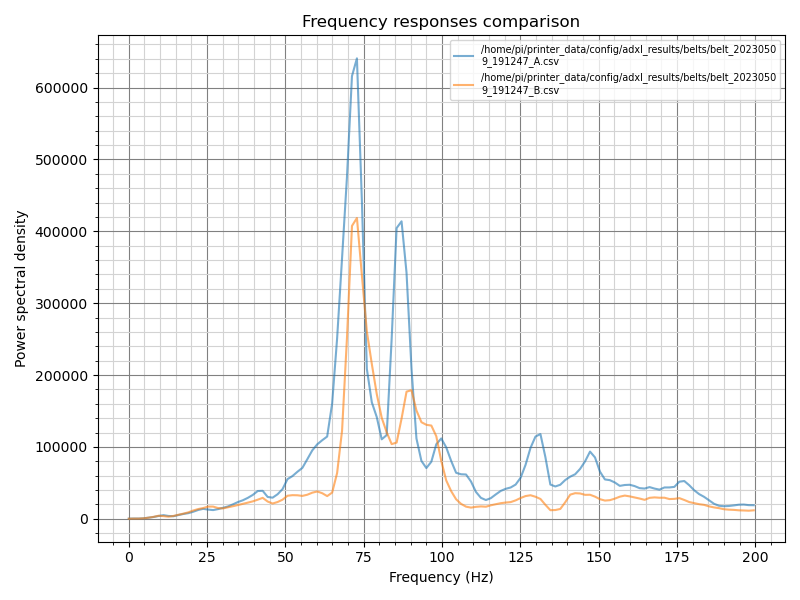 Frequency responses comparison
/home/pi/printer_data/config/adxl_results/belts/belt_2023050
9_191247_A.csv
/home/pi/printer_data/config/adxl_results/belts/belt_2023050
9_191247_B.csv
Power spectral density
600000
500000
400000
300000
200000
100000
0
0 25 50 75 100 125 150 175 200
Frequency (Hz)